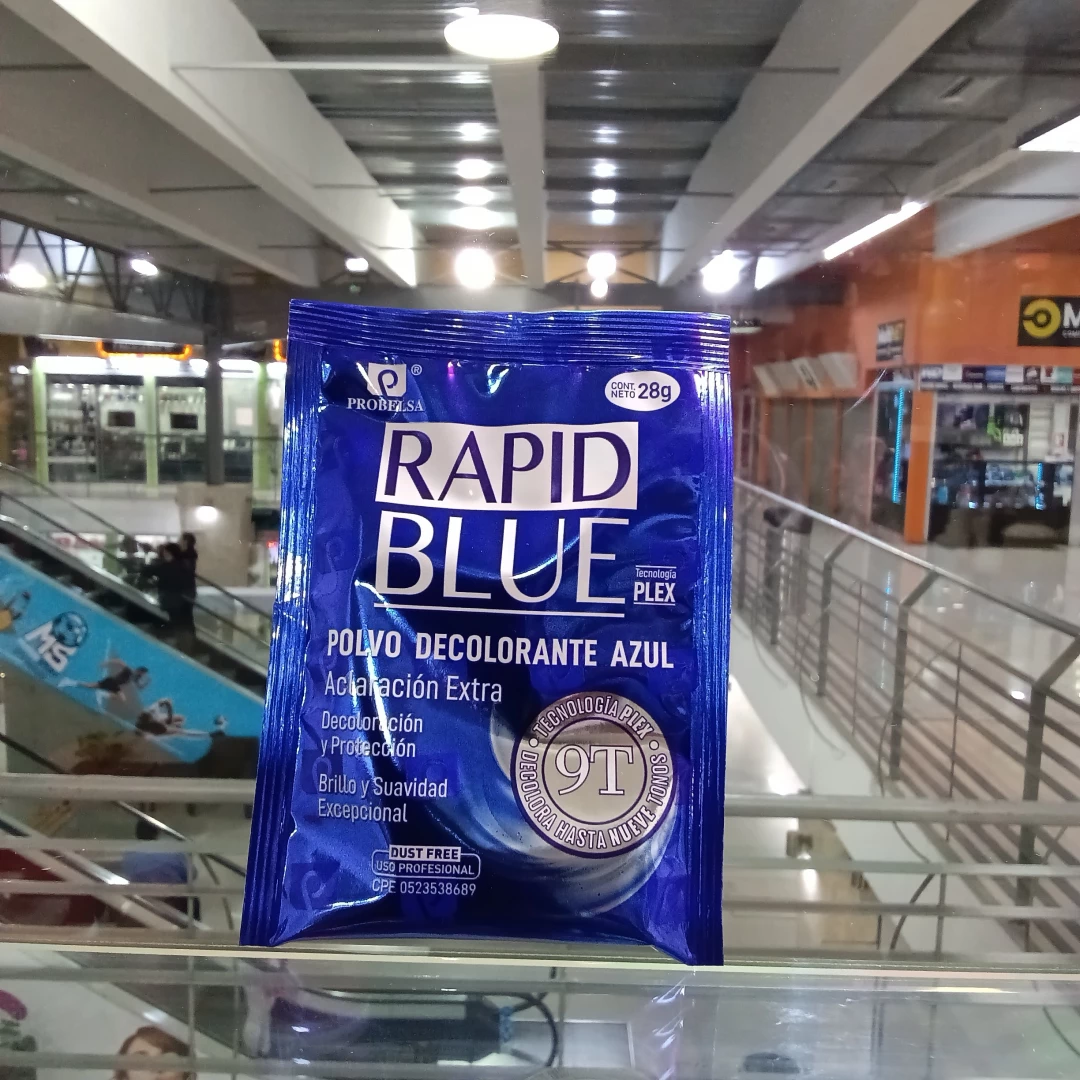 PROBELSA ®
CONT. NETO 28g
RAPID
BLUE
Tecnología
PLEX
POLVO DECOLORANTE AZUL
Aclaración Extra
Decoloración
y Protección
Brillo y Suavidad
Excepcional
• TECNOLOGÍA PLEX •
DECOLORA HASTA NUEVE TONOS
9T
DUST FREE
USO PROFESIONAL
CPE 0523538689
MS